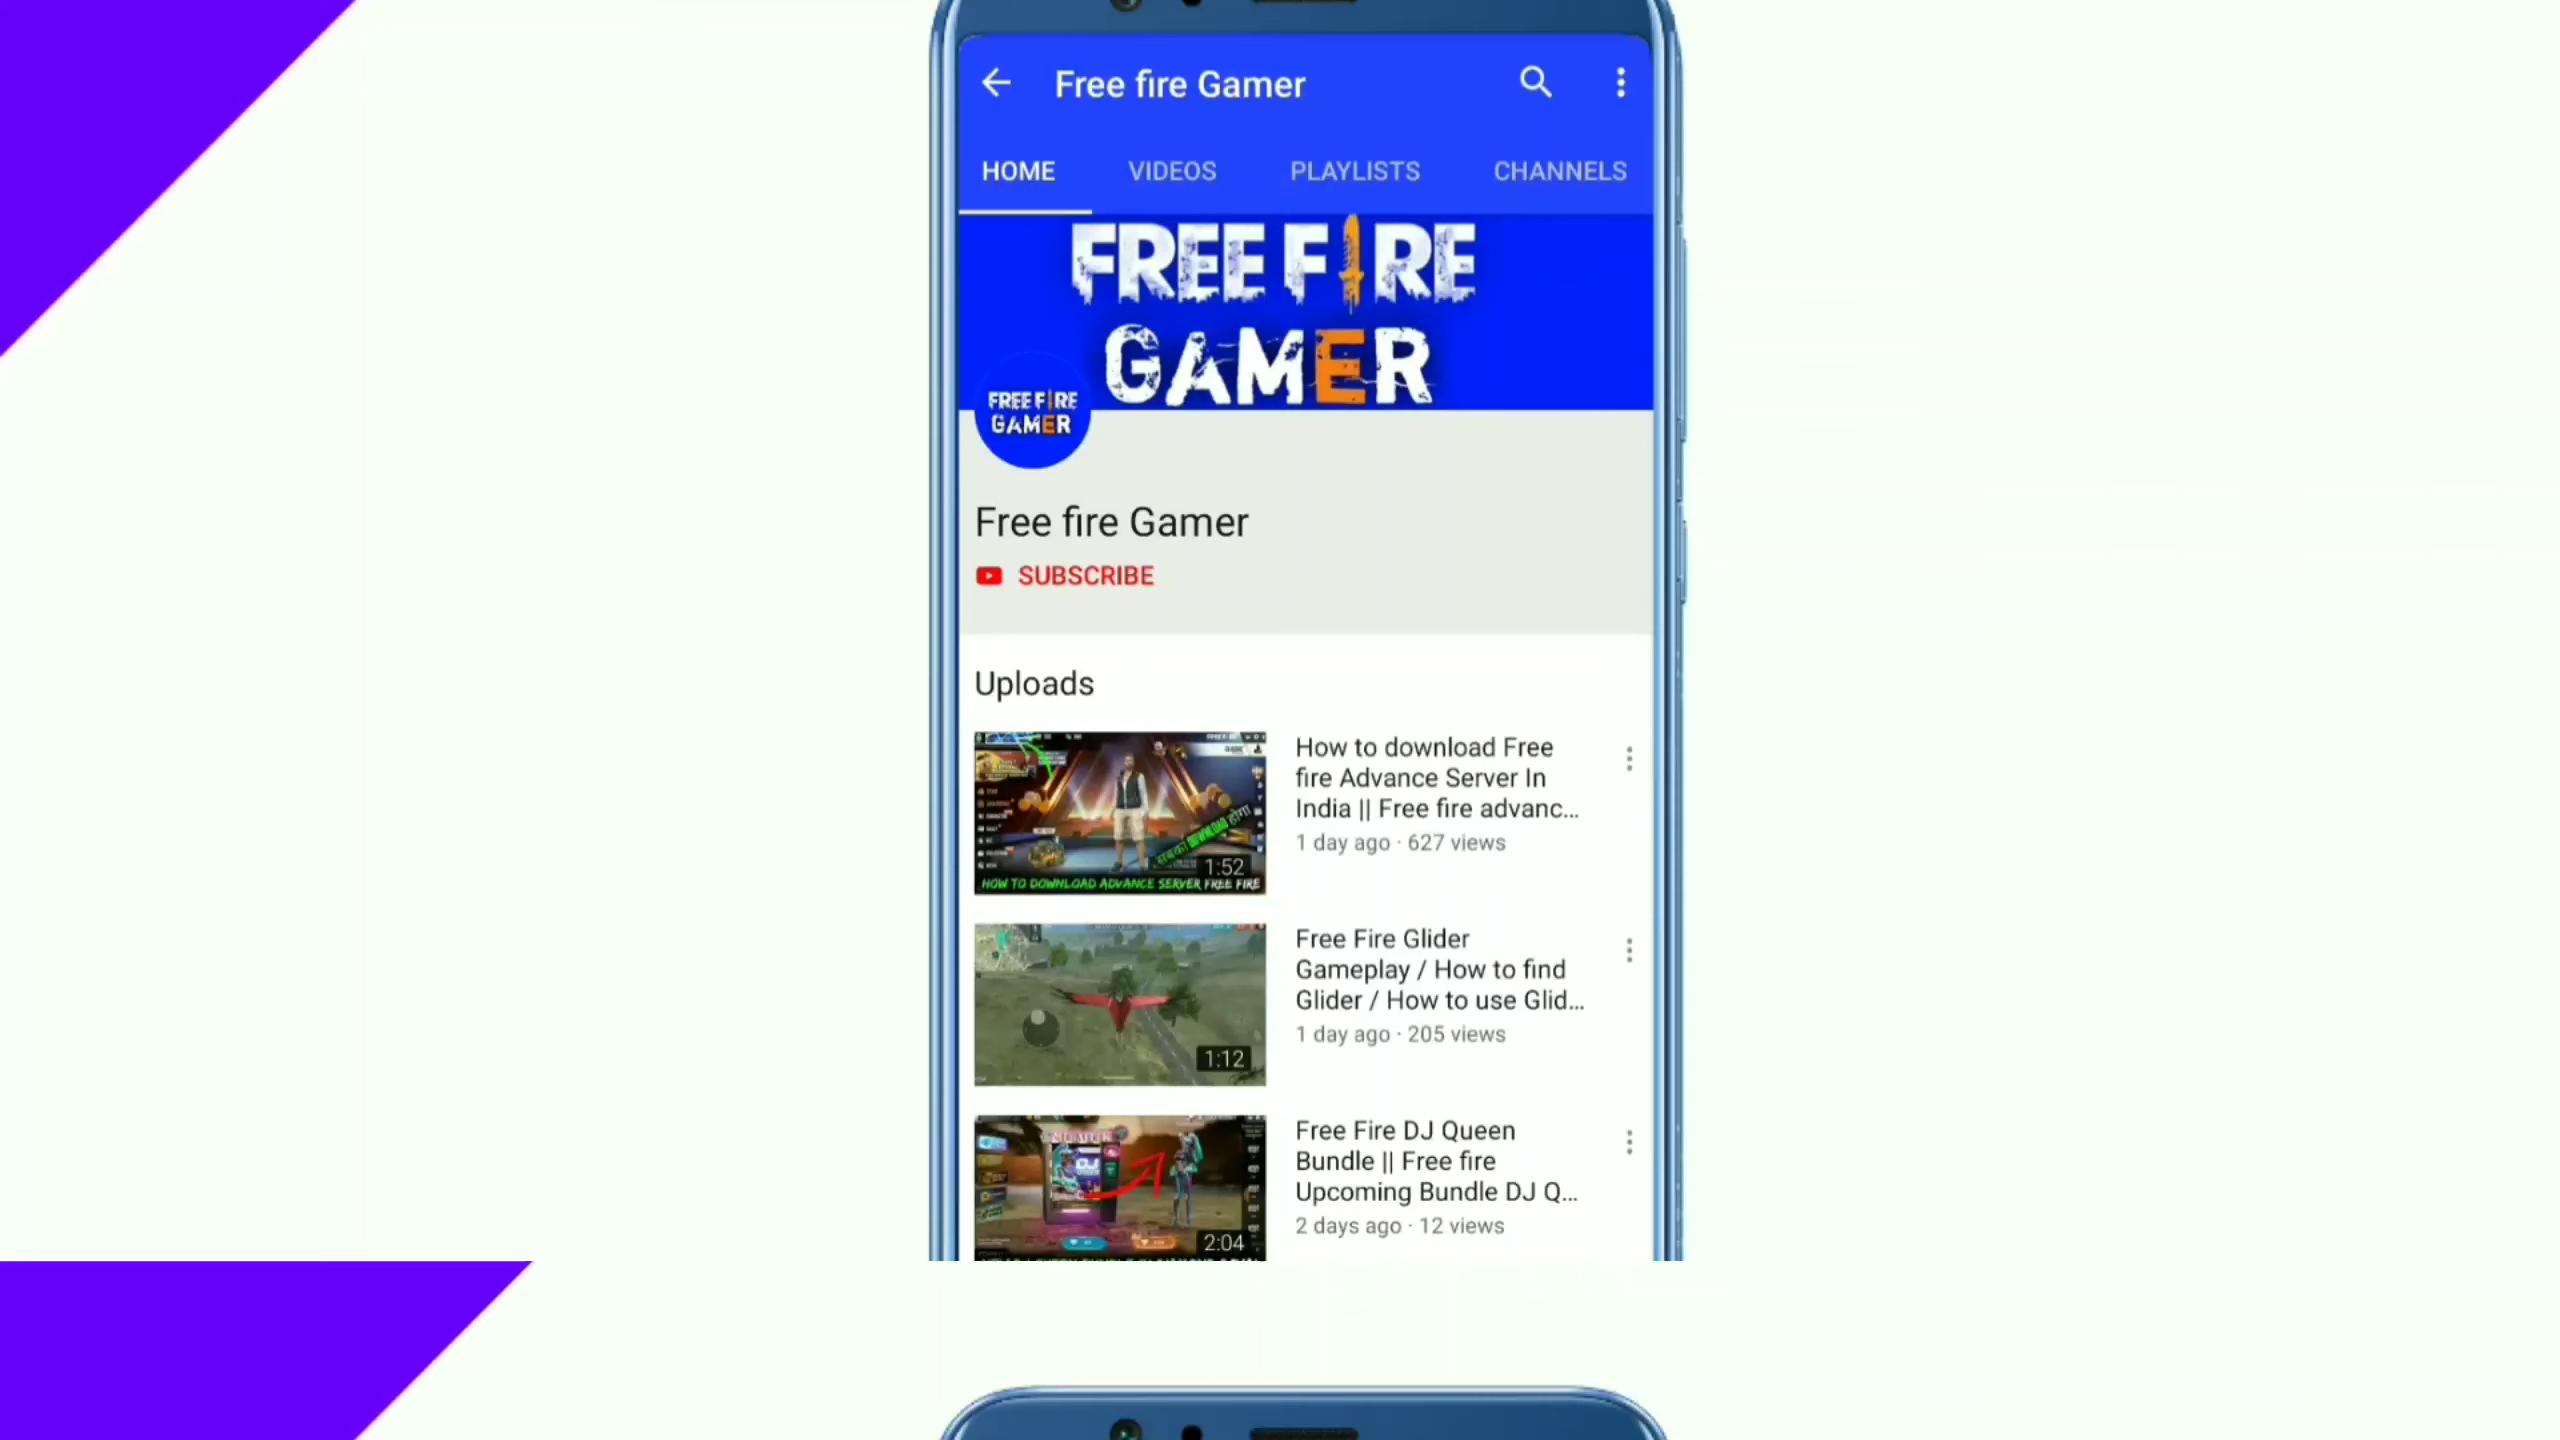 Free fire Gamer
HOME VIDEOS PLAYLISTS CHANNELS
FREE FIRE
GAMER
FREE FIRE
GAMER
Free fire Gamer
SUBSCRIBE
Uploads
How to download Free
fire Advance Server In
India || Free fire advanc...
1 day ago · 627 views
सबका DOWNLOAD होगा
1:52
HOW TO DOWNLOAD ADVANCE SERVER FREE FIRE
Free Fire Glider
Gameplay / How to find
Glider / How to use Glid...
1 day ago · 205 views
1:12
Free Fire DJ Queen
Bundle || Free fire
Upcoming Bundle DJ Q...
2 days ago · 12 views
DJ
2:04